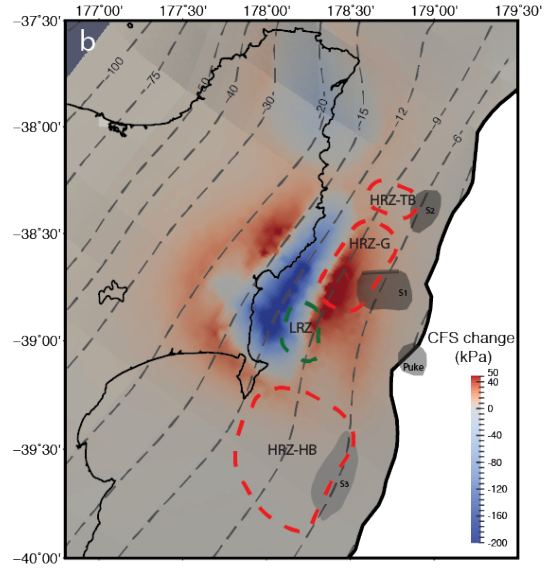 177°00' 177°30' 178°00' 178°30' 179°00' 179°30'
-37°30'
b
-100
-75
-50
-40
-30
-20
-15
-12
-9
-6
-38°00'
HRZ-TB
S2
-38°30'
HRZ-G
S1
-39°00'
LRZ
CFS change
(kPa)
Puke
50
40
0
-40
-80
-120
-160
-200
HRZ-HB
-39°30'
S3
-40°00'